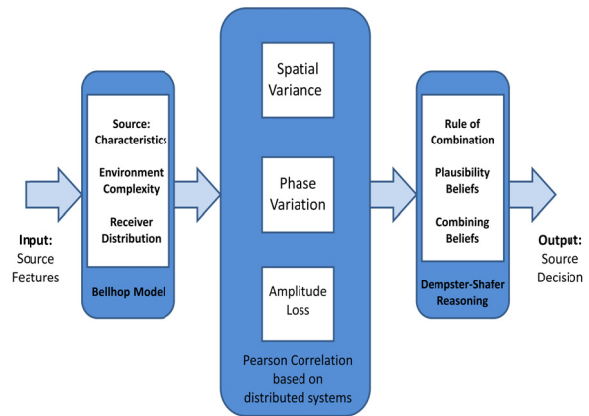 Input:
Source
Features
Source:
Characteristics
Environment
Complexity
Receiver
Distribution
Bellhop Model
Spatial
Variance
Phase
Variation
Amplitude
Loss
Pearson Correlation
based on
distributed systems
Rule of
Combination
Plausibility
Beliefs
Combining
Beliefs
Dempster-Shafer
Reasoning
Output:
Source
Decision